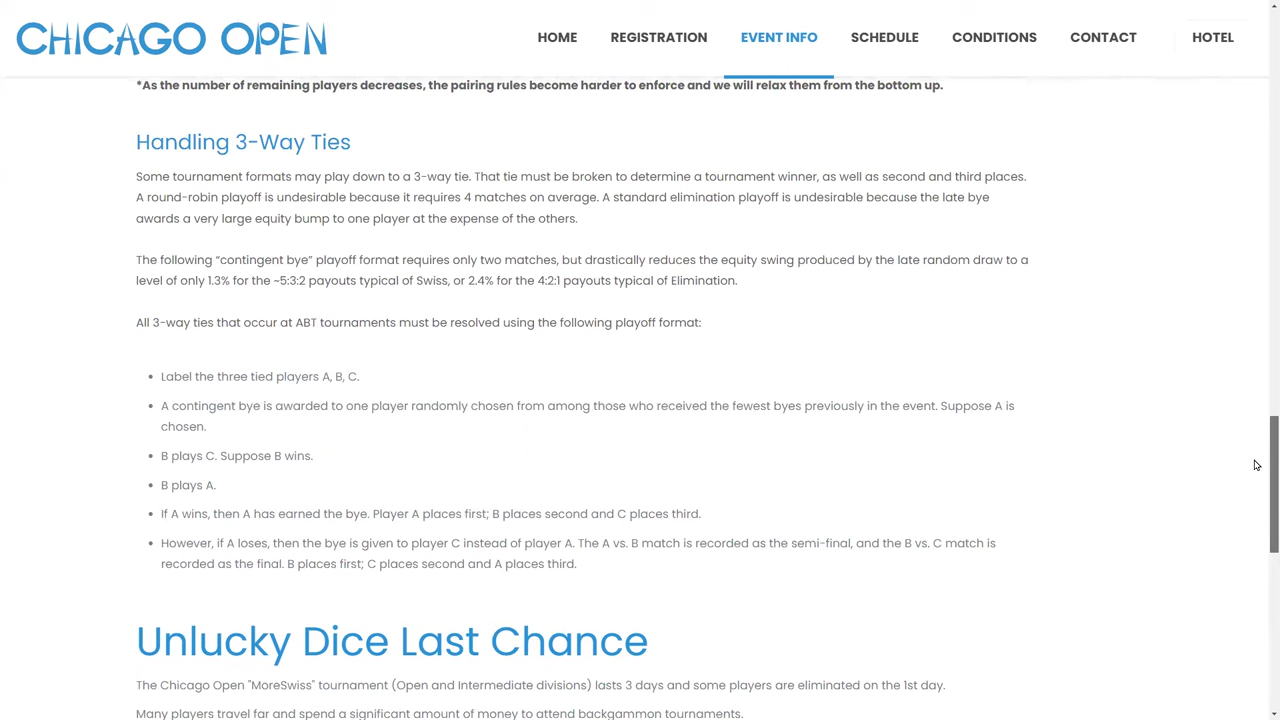 CHICAGO OPEN
HOME REGISTRATION EVENT INFO SCHEDULE CONDITIONS CONTACT HOTEL
*As the number of remaining players decreases, the pairing rules become harder to enforce and we will relax them from the bottom up.
Handling 3-Way Ties
Some tournament formats may play down to a 3-way tie. That tie must be broken to determine a tournament winner, as well as second and third places.
A round-robin playoff is undesirable because it requires 4 matches on average. A standard elimination playoff is undesirable because the late bye
awards a very large equity bump to one player at the expense of the others.
The following “contingent bye” playoff format requires only two matches, but drastically reduces the equity swing produced by the late random draw to a
level of only 1.3% for the ~5:3:2 payouts typical of Swiss, or 2.4% for the 4:2:1 payouts typical of Elimination.
All 3-way ties that occur at ABT tournaments must be resolved using the following playoff format:
• Label the three tied players A, B, C.
• A contingent bye is awarded to one player randomly chosen from among those who received the fewest byes previously in the event. Suppose A is
chosen.
• B plays C. Suppose B wins.
• B plays A.
• If A wins, then A has earned the bye. Player A places first; B places second and C places third.
• However, if A loses, then the bye is given to player C instead of player A. The A vs. B match is recorded as the semi-final, and the B vs. C match is
recorded as the final. B places first; C places second and A places third.
Unlucky Dice Last Chance
The Chicago Open "MoreSwiss" tournament (Open and Intermediate divisions) lasts 3 days and some players are eliminated on the 1st day.
Many players travel far and spend a significant amount of money to attend backgammon tournaments.